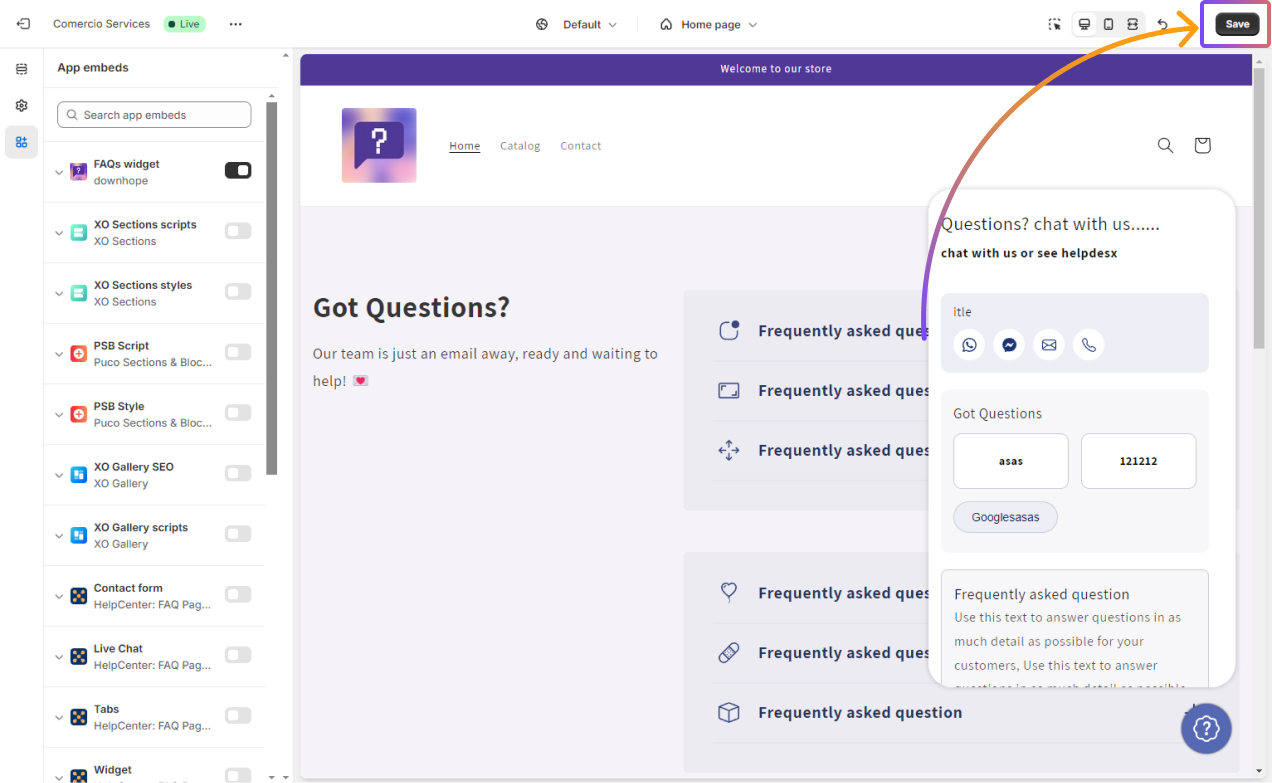 Comercio Services
Live
Default
Home page
Save
App embeds
Search app embeds
FAQs widget
downhope
XO Sections scripts
XO Sections
XO Sections styles
XO Sections
PSB Script
Puco Sections & Bloc...
PSB Style
Puco Sections & Bloc...
XO Gallery SEO
XO Gallery
XO Gallery scripts
XO Gallery
Contact form
HelpCenter: FAQ Pag...
Live Chat
HelpCenter: FAQ Pag...
Tabs
HelpCenter: FAQ Pag...
Widget
Welcome to our store
Home
Catalog
Contact
Got Questions?
Our team is just an email away, ready and waiting to
help! 💌
Frequently asked ques
Frequently asked ques
Frequently asked ques
Frequently asked ques
Frequently asked ques
Frequently asked question
Questions? chat with us......
chat with us or see helpdesx
itle
Got Questions
asas
121212
Googlesasas
Frequently asked question
Use this text to answer questions in as
much detail as possible for your
customers, Use this text to answer
questions in as much detail as possible